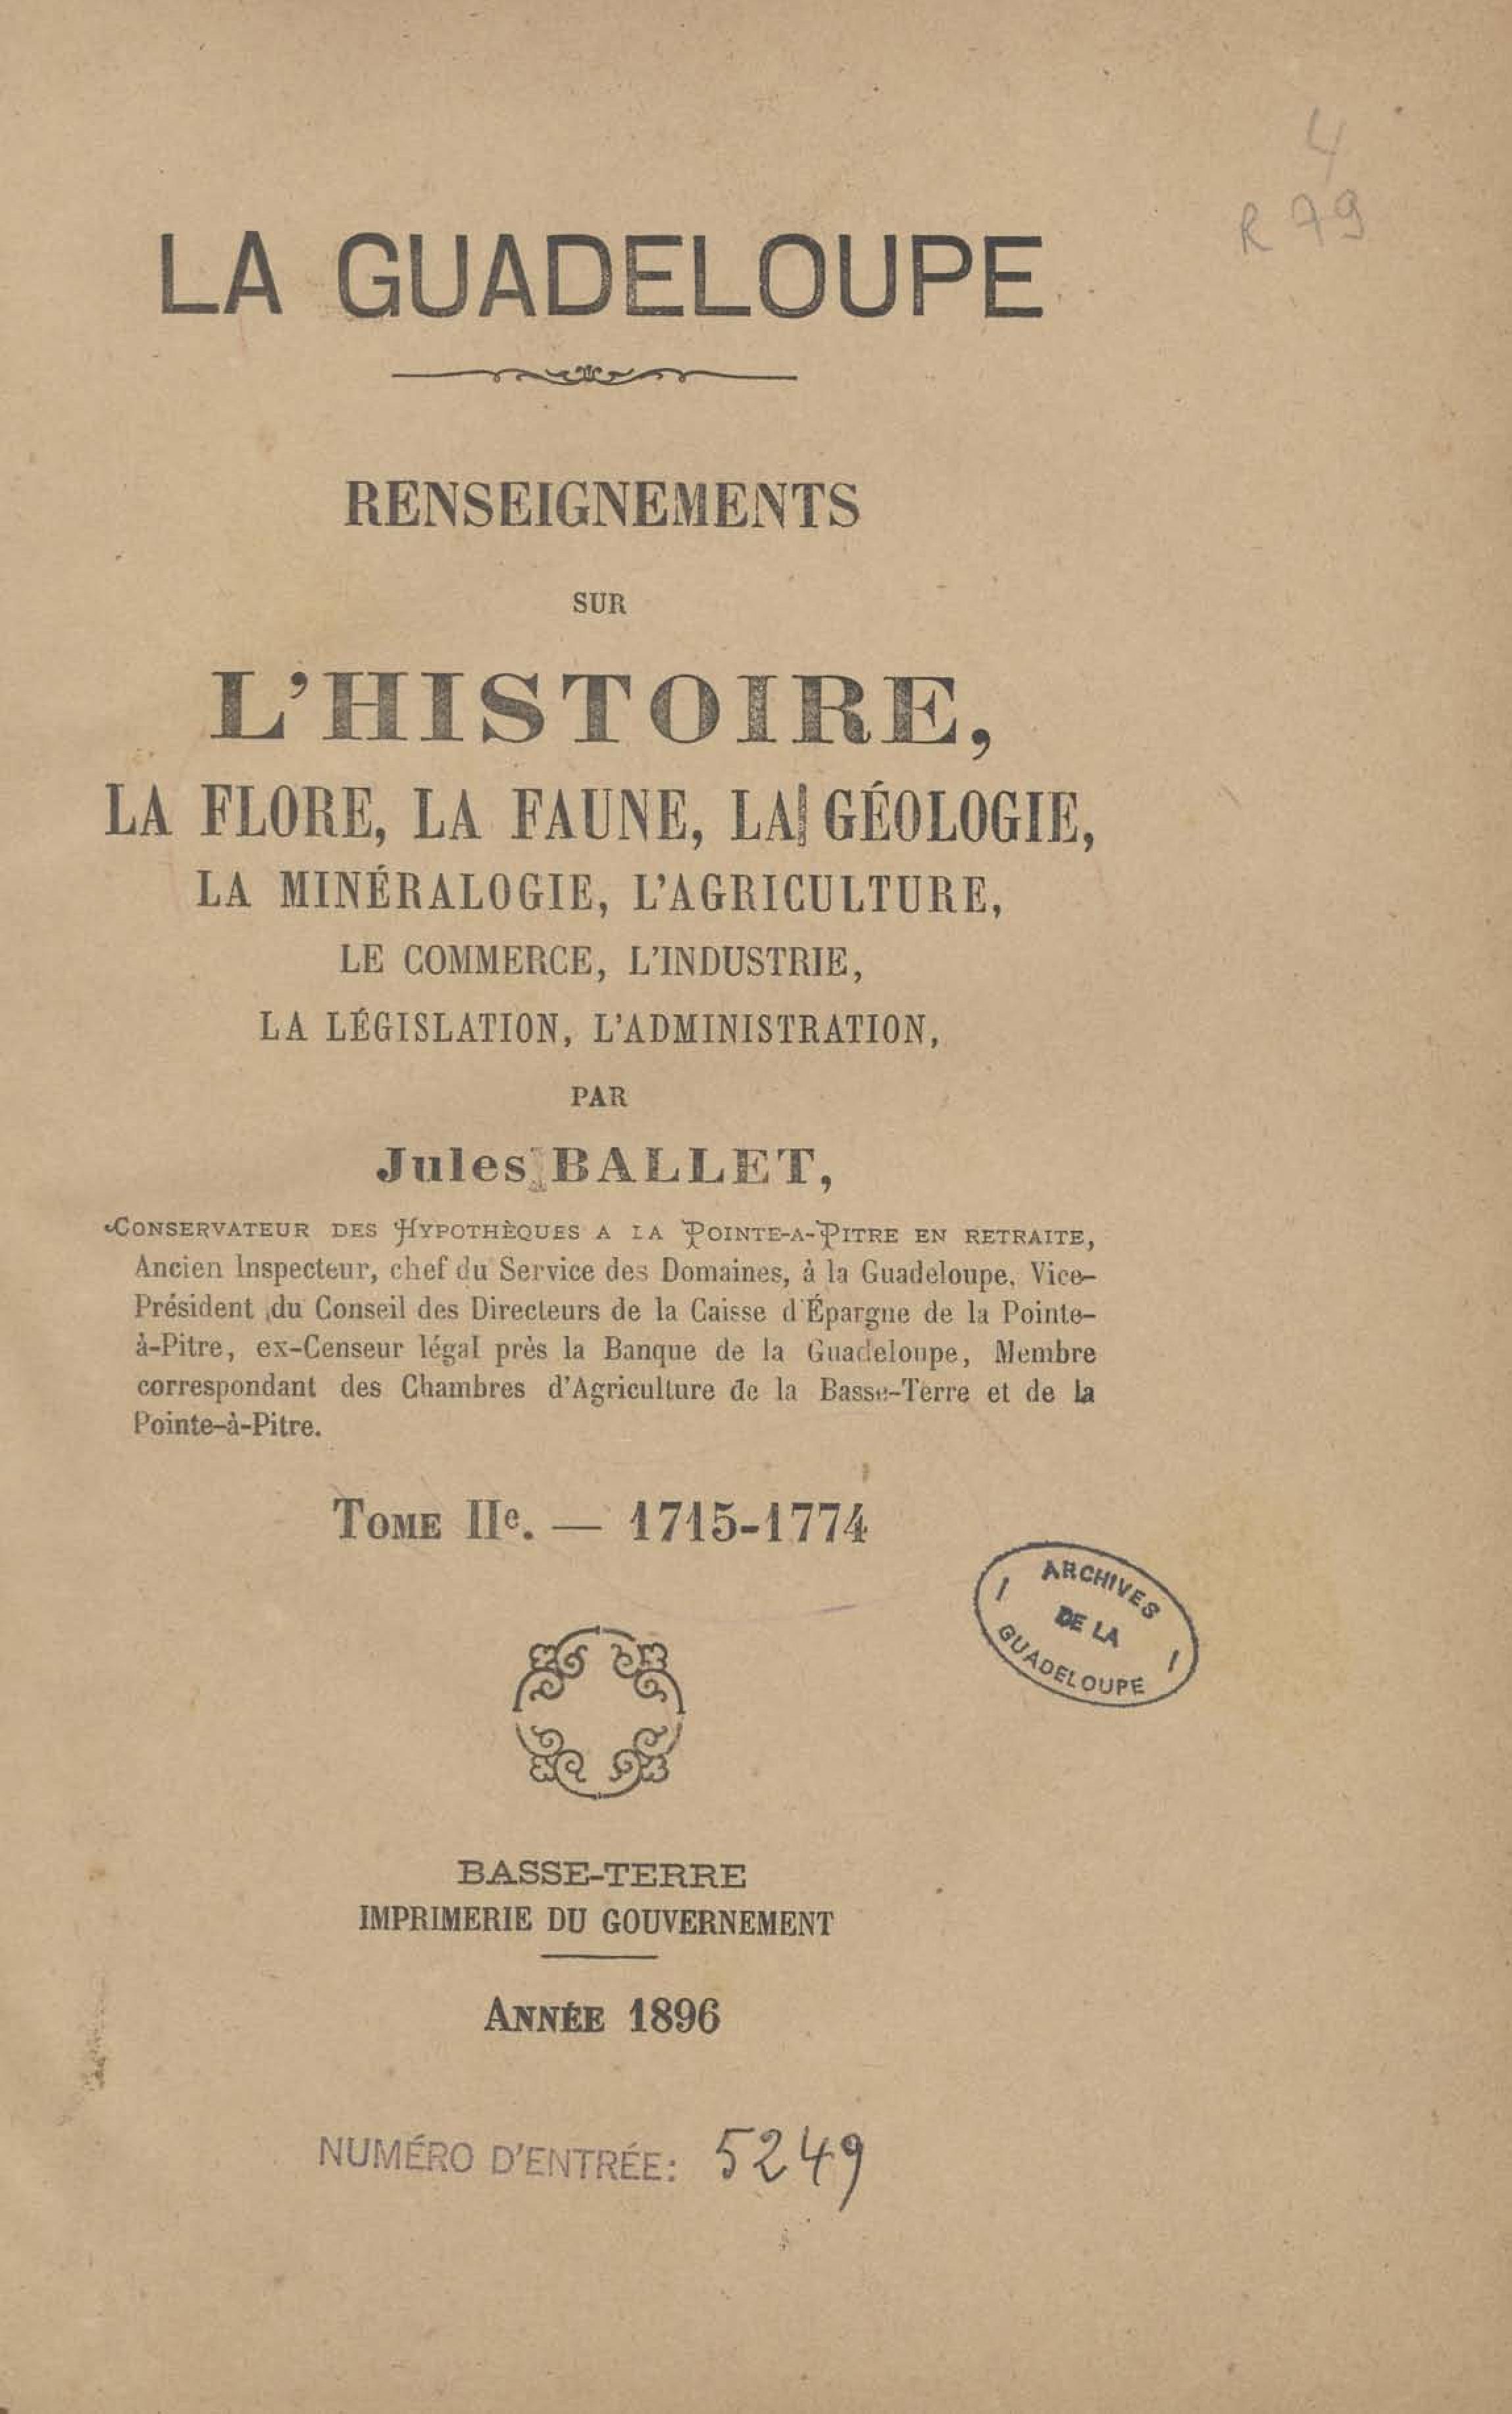 4
R 79
LA GUADELOUPE
RENSEIGNEMENTS
SUR
L'HISTOIRE,
LA FLORE, LA FAUNE, LA GÉOLOGIE,
LA MINÉRALOGIE, L'AGRICULTURE,
LE COMMERCE, L'INDUSTRIE,
LA LÉGISLATION, L'ADMINISTRATION,
PAR
Jules BALLET,
CONSERVATEUR DES HYPOTHÈQUES A LA POINTE-A-PITRE EN RETRAITE,
Ancien Inspecteur, chef du Service des Domaines, à la Guadeloupe, Vice-
Président du Conseil des Directeurs de la Caisse d'Épargne de la Pointe-
à-Pitre, ex-Censeur légal près la Banque de la Guadeloupe, Membre
correspondant des Chambres d'Agriculture de la Basse-Terre et de la
Pointe-à-Pitre.
TOME IIe. — 1715-1774
ARCHIVES
DE LA
GUADELOUPE
BASSE-TERRE
IMPRIMERIE DU GOUVERNEMENT
ANNÉE 1896
NUMÉRO D'ENTRÉE: 5249